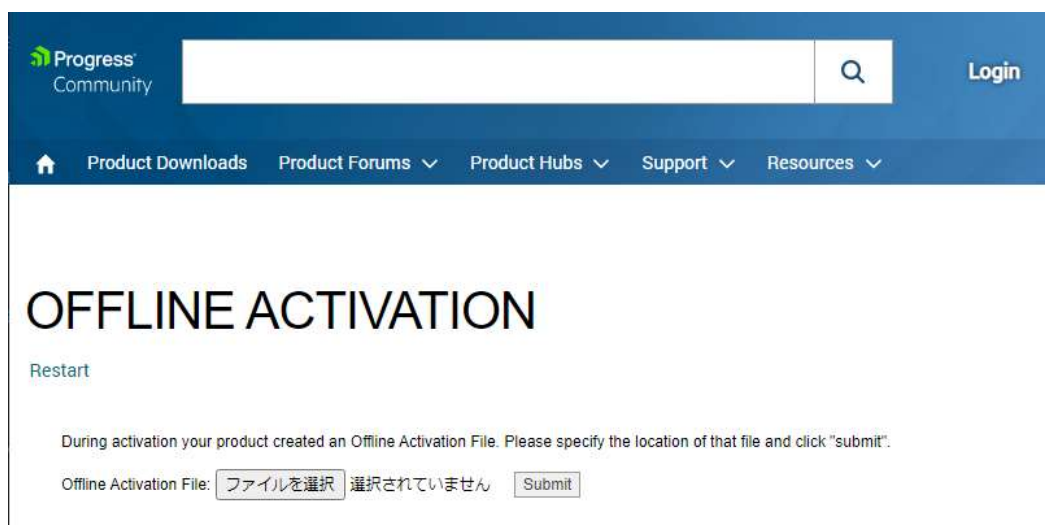 Progress®
Community
Login
Product Downloads Product Forums Product Hubs Support Resources
OFFLINE ACTIVATION
Restart
During activation your product created an Offline Activation File. Please specify the location of that file and click "submit".
Offline Activation File: ファイルを選択 選択されていません Submit